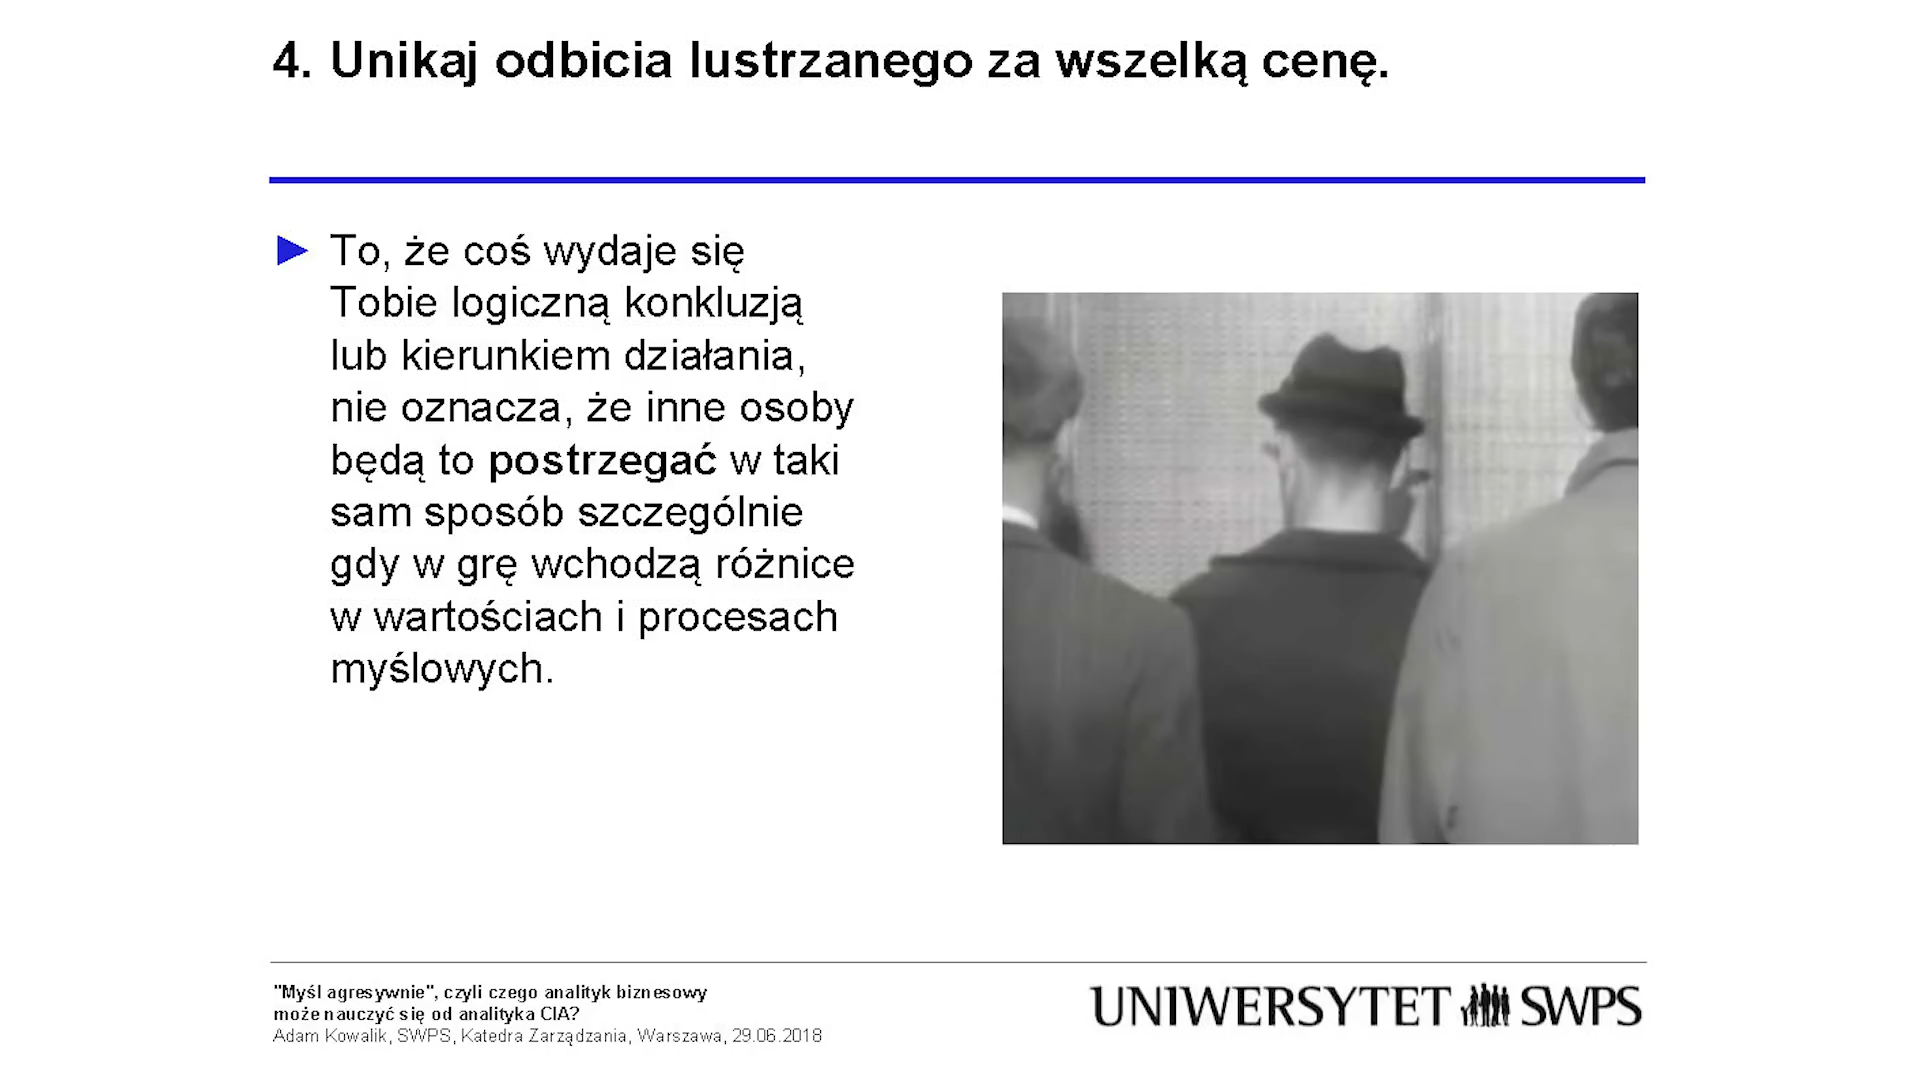 4. Unikaj odbicia lustrzanego za wszelką cenę.
► To, że coś wydaje się
Tobie logiczną konkluzją
lub kierunkiem działania,
nie oznacza, że inne osoby
będą to postrzegać w taki
sam sposób szczególnie
gdy w grę wchodzą różnice
w wartościach i procesach
myślowych.
"Myśl agresywnie", czyli czego analityk biznesowy
może nauczyć się od analityka CIA?
Adam Kowalik, SWPS, Katedra Zarządzania, Warszawa, 29.06.2018
UNIWERSYTET SWPS